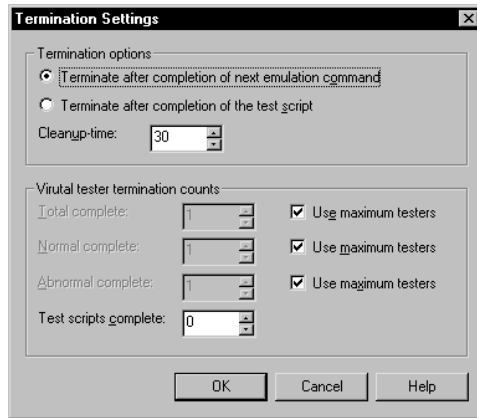 Termination Settings
Termination options
Terminate after completion of next emulation command
Terminate after completion of the test script
Cleanup-time: 30
Virutal tester termination counts
Total complete: 1 Use maximum testers
Normal complete: 1 Use maximum testers
Abnormal complete: 1 Use maximum testers
Test scripts complete: 0
OK Cancel Help